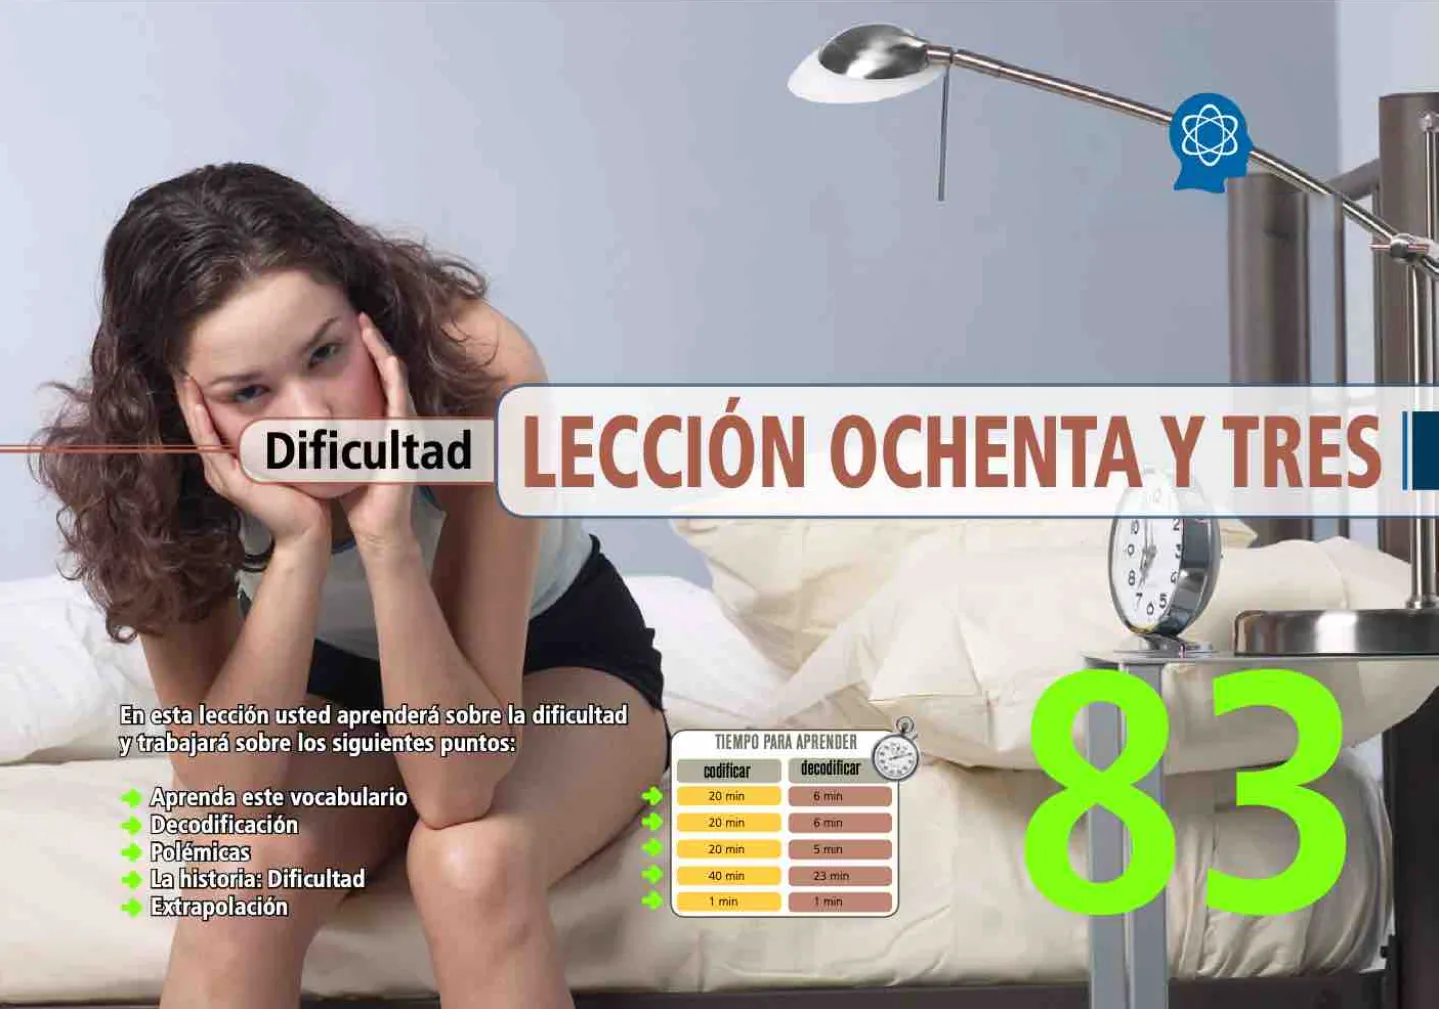 Dificultad
LECCIÓN OCHENTA Y TRES
En esta lección usted aprenderá sobre la dificultad
y trabajará sobre los siguientes puntos:
Aprenda este vocabulario
Decodificación
Polémicas
La historia: Dificultad
Extrapolación
TIEMPO PARA APRENDER
codificar decodificar
20 min 6 min
20 min 6 min
20 min 5 min
40 min 23 min
1 min 1 min
83